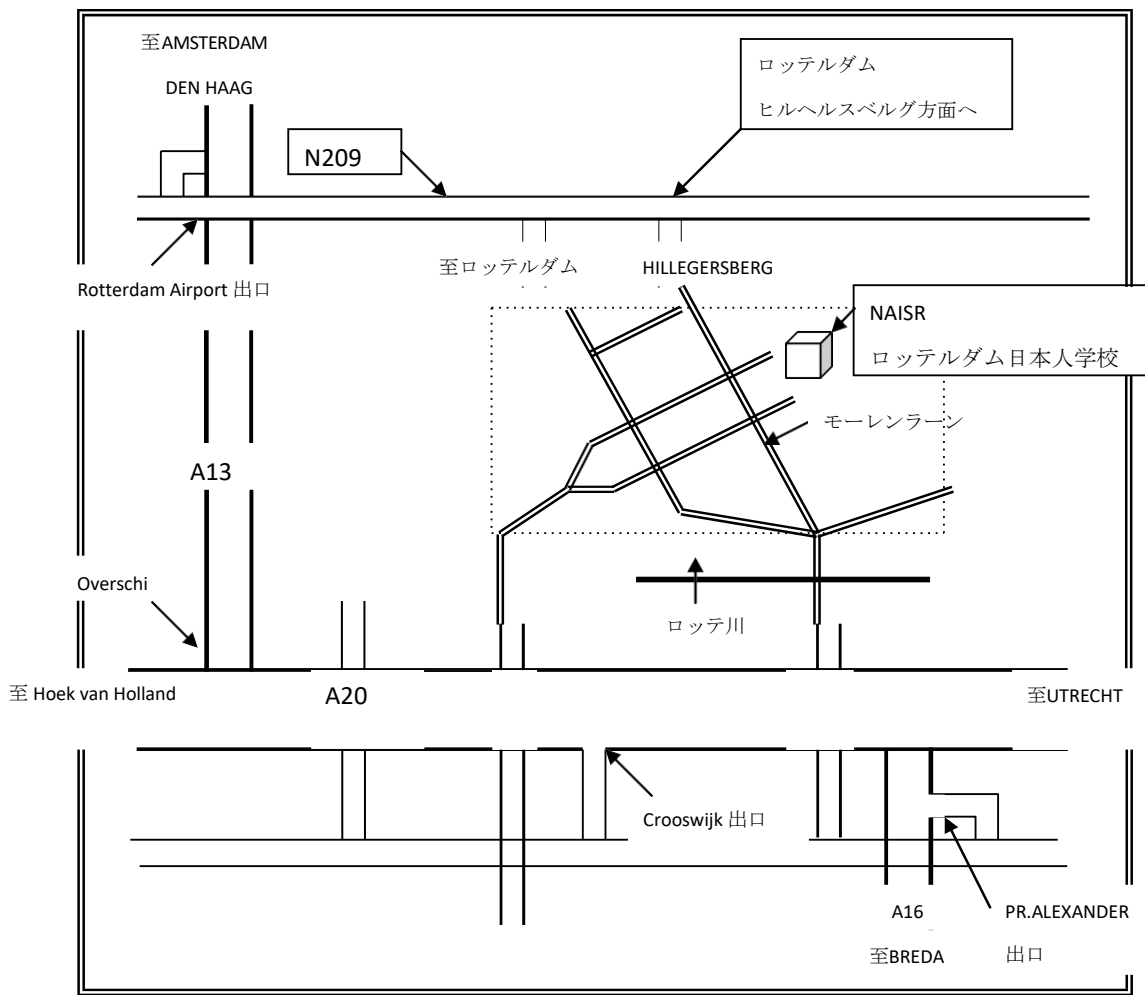 至AMSTERDAM
DEN HAAG
ロッテルダム
ヒルヘルスベルグ方面へ
N209
至ロッテルダム
HILLEGERSBERG
Rotterdam Airport 出口
NAISR
ロッテルダム日本人学校
モーレンラーン
A13
Overschi
ロッテ川
至 Hoek van Holland
A20
至UTRECHT
Crooswijk 出口
A16
至BREDA
PR.ALEXANDER
出口